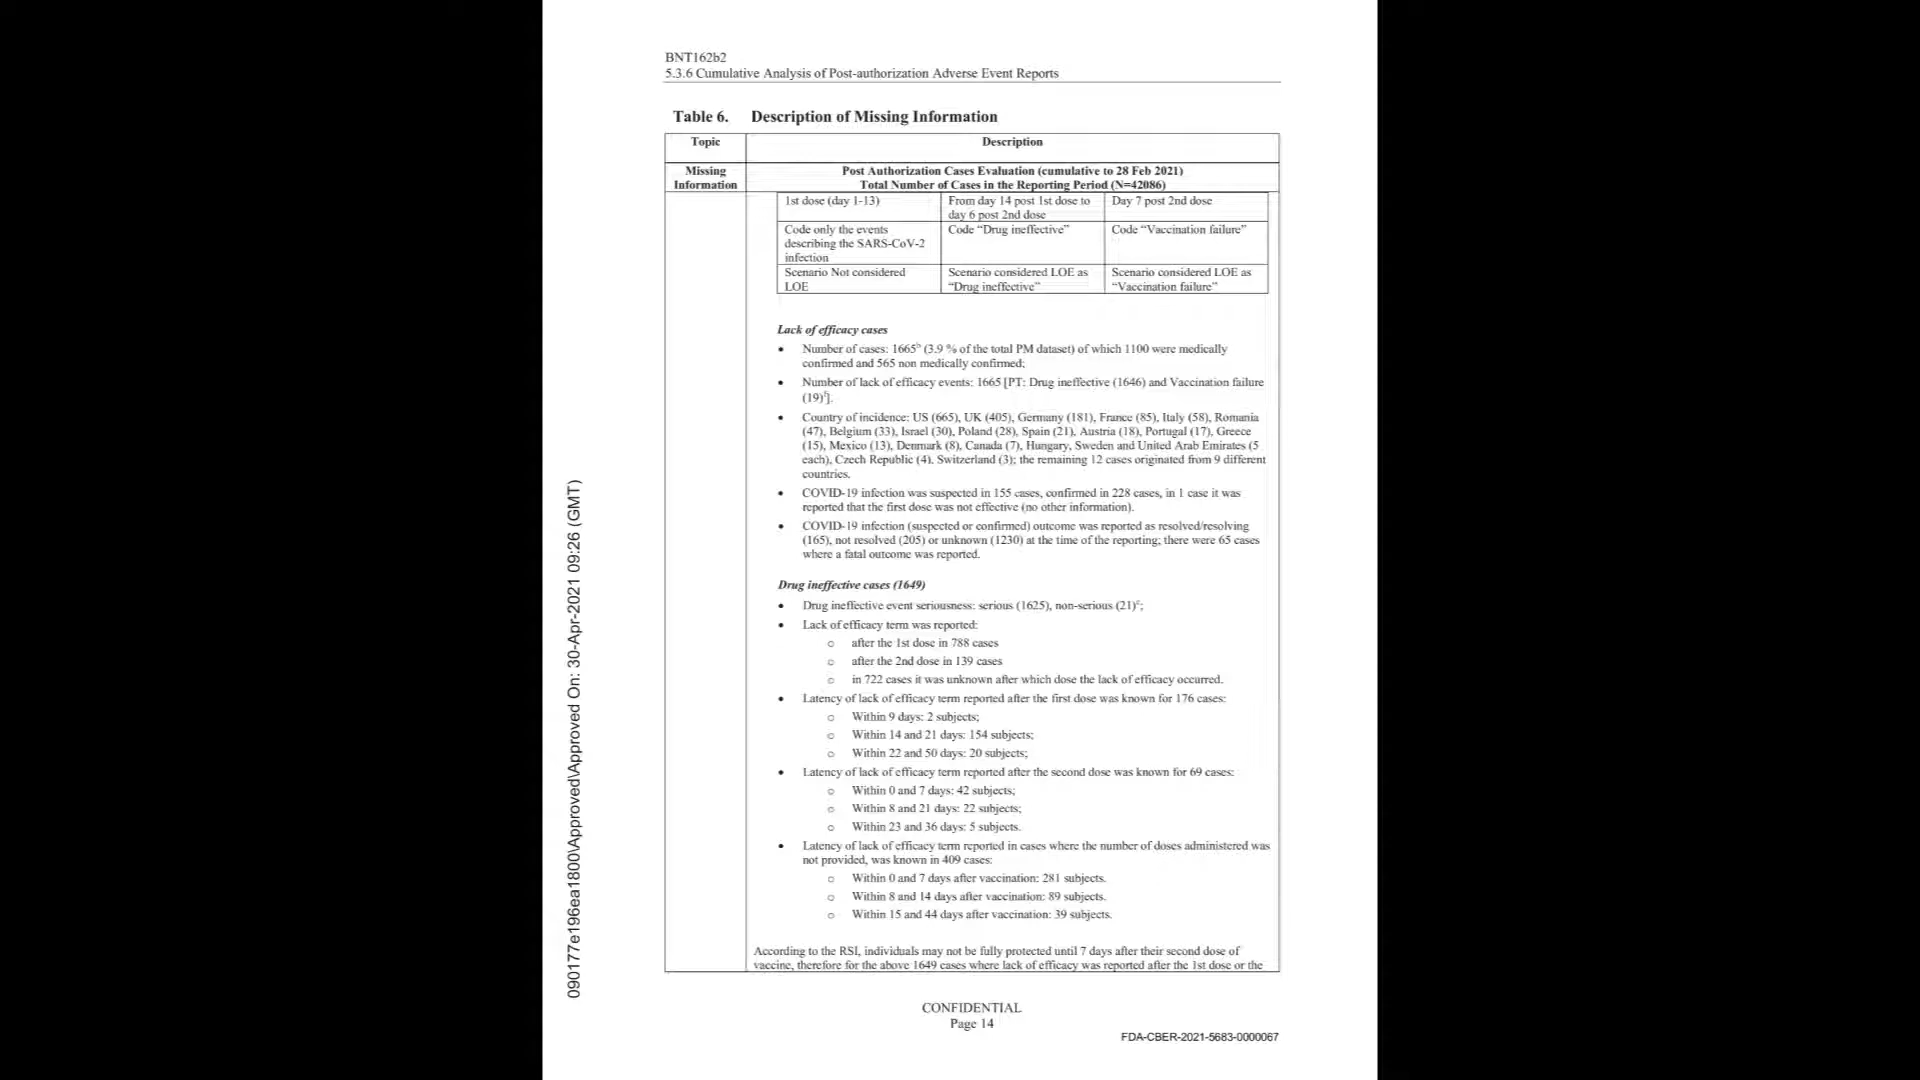 BNT162b2
5.3.6 Cumulative Analysis of Post-authorization Adverse Event Reports
Table 6. Description of Missing Information
Topic Description
Missing Information
Post Authorization Cases Evaluation (cumulative to 28 Feb 2021)
Total Number of Cases in the Reporting Period (N=42086)
1st dose (day 1-13)
From day 14 post 1st dose to
day 6 post 2nd dose
Day 7 post 2nd dose
Code only the events
describing the SARS-CoV-2
infection
Code “Drug ineffective”
Code “Vaccination failure”
Scenario Not considered
LOE
Scenario considered LOE as
“Drug ineffective”
Scenario considered LOE as
“Vaccination failure”
Lack of efficacy cases
• Number of cases: 1665b (3.9 % of the total PM dataset) of which 1100 were medically
confirmed and 565 non medically confirmed;
• Number of lack of efficacy events: 1665 [PT: Drug ineffective (1646) and Vaccination failure
(19)f].
• Country of incidence: US (665), UK (405), Germany (181), France (85), Italy (58), Romania
(47), Belgium (33), Israel (30), Poland (28), Spain (21), Austria (18), Portugal (17), Greece
(15), Mexico (13), Denmark (8), Canada (7), Hungary, Sweden and United Arab Emirates (5
each), Czech Republic (4), Switzerland (3); the remaining 12 cases originated from 9 different
countries.
• COVID-19 infection was suspected in 155 cases, confirmed in 228 cases, in 1 case it was
reported that the first dose was not effective (no other information).
• COVID-19 infection (suspected or confirmed) outcome was reported as resolved/resolving
(165), not resolved (205) or unknown (1230) at the time of the reporting; there were 65 cases
where a fatal outcome was reported.
Drug ineffective cases (1649)
• Drug ineffective event seriousness: serious (1625), non-serious (21)c;
• Lack of efficacy term was reported:
o after the 1st dose in 788 cases
o after the 2nd dose in 139 cases
o in 722 cases it was unknown after which dose the lack of efficacy occurred.
• Latency of lack of efficacy term reported after the first dose was known for 176 cases:
o Within 9 days: 2 subjects;
o Within 14 and 21 days: 154 subjects;
o Within 22 and 50 days: 20 subjects;
• Latency of lack of efficacy term reported after the second dose was known for 69 cases:
o Within 0 and 7 days: 42 subjects;
o Within 8 and 21 days: 22 subjects;
o Within 23 and 36 days: 5 subjects.
• Latency of lack of efficacy term reported in cases where the number of doses administered was
not provided, was known in 409 cases:
o Within 0 and 7 days after vaccination: 281 subjects.
o Within 8 and 14 days after vaccination: 89 subjects.
o Within 15 and 44 days after vaccination: 39 subjects.
According to the RSI, individuals may not be fully protected until 7 days after their second dose of
vaccine, therefore for the above 1649 cases where lack of efficacy was reported after the 1st dose or the
CONFIDENTIAL
Page 14
FDA-CBER-2021-5683-0000067
090177e196ea1800\Approved\Approved On: 30-Apr-2021 09:26 (GMT)